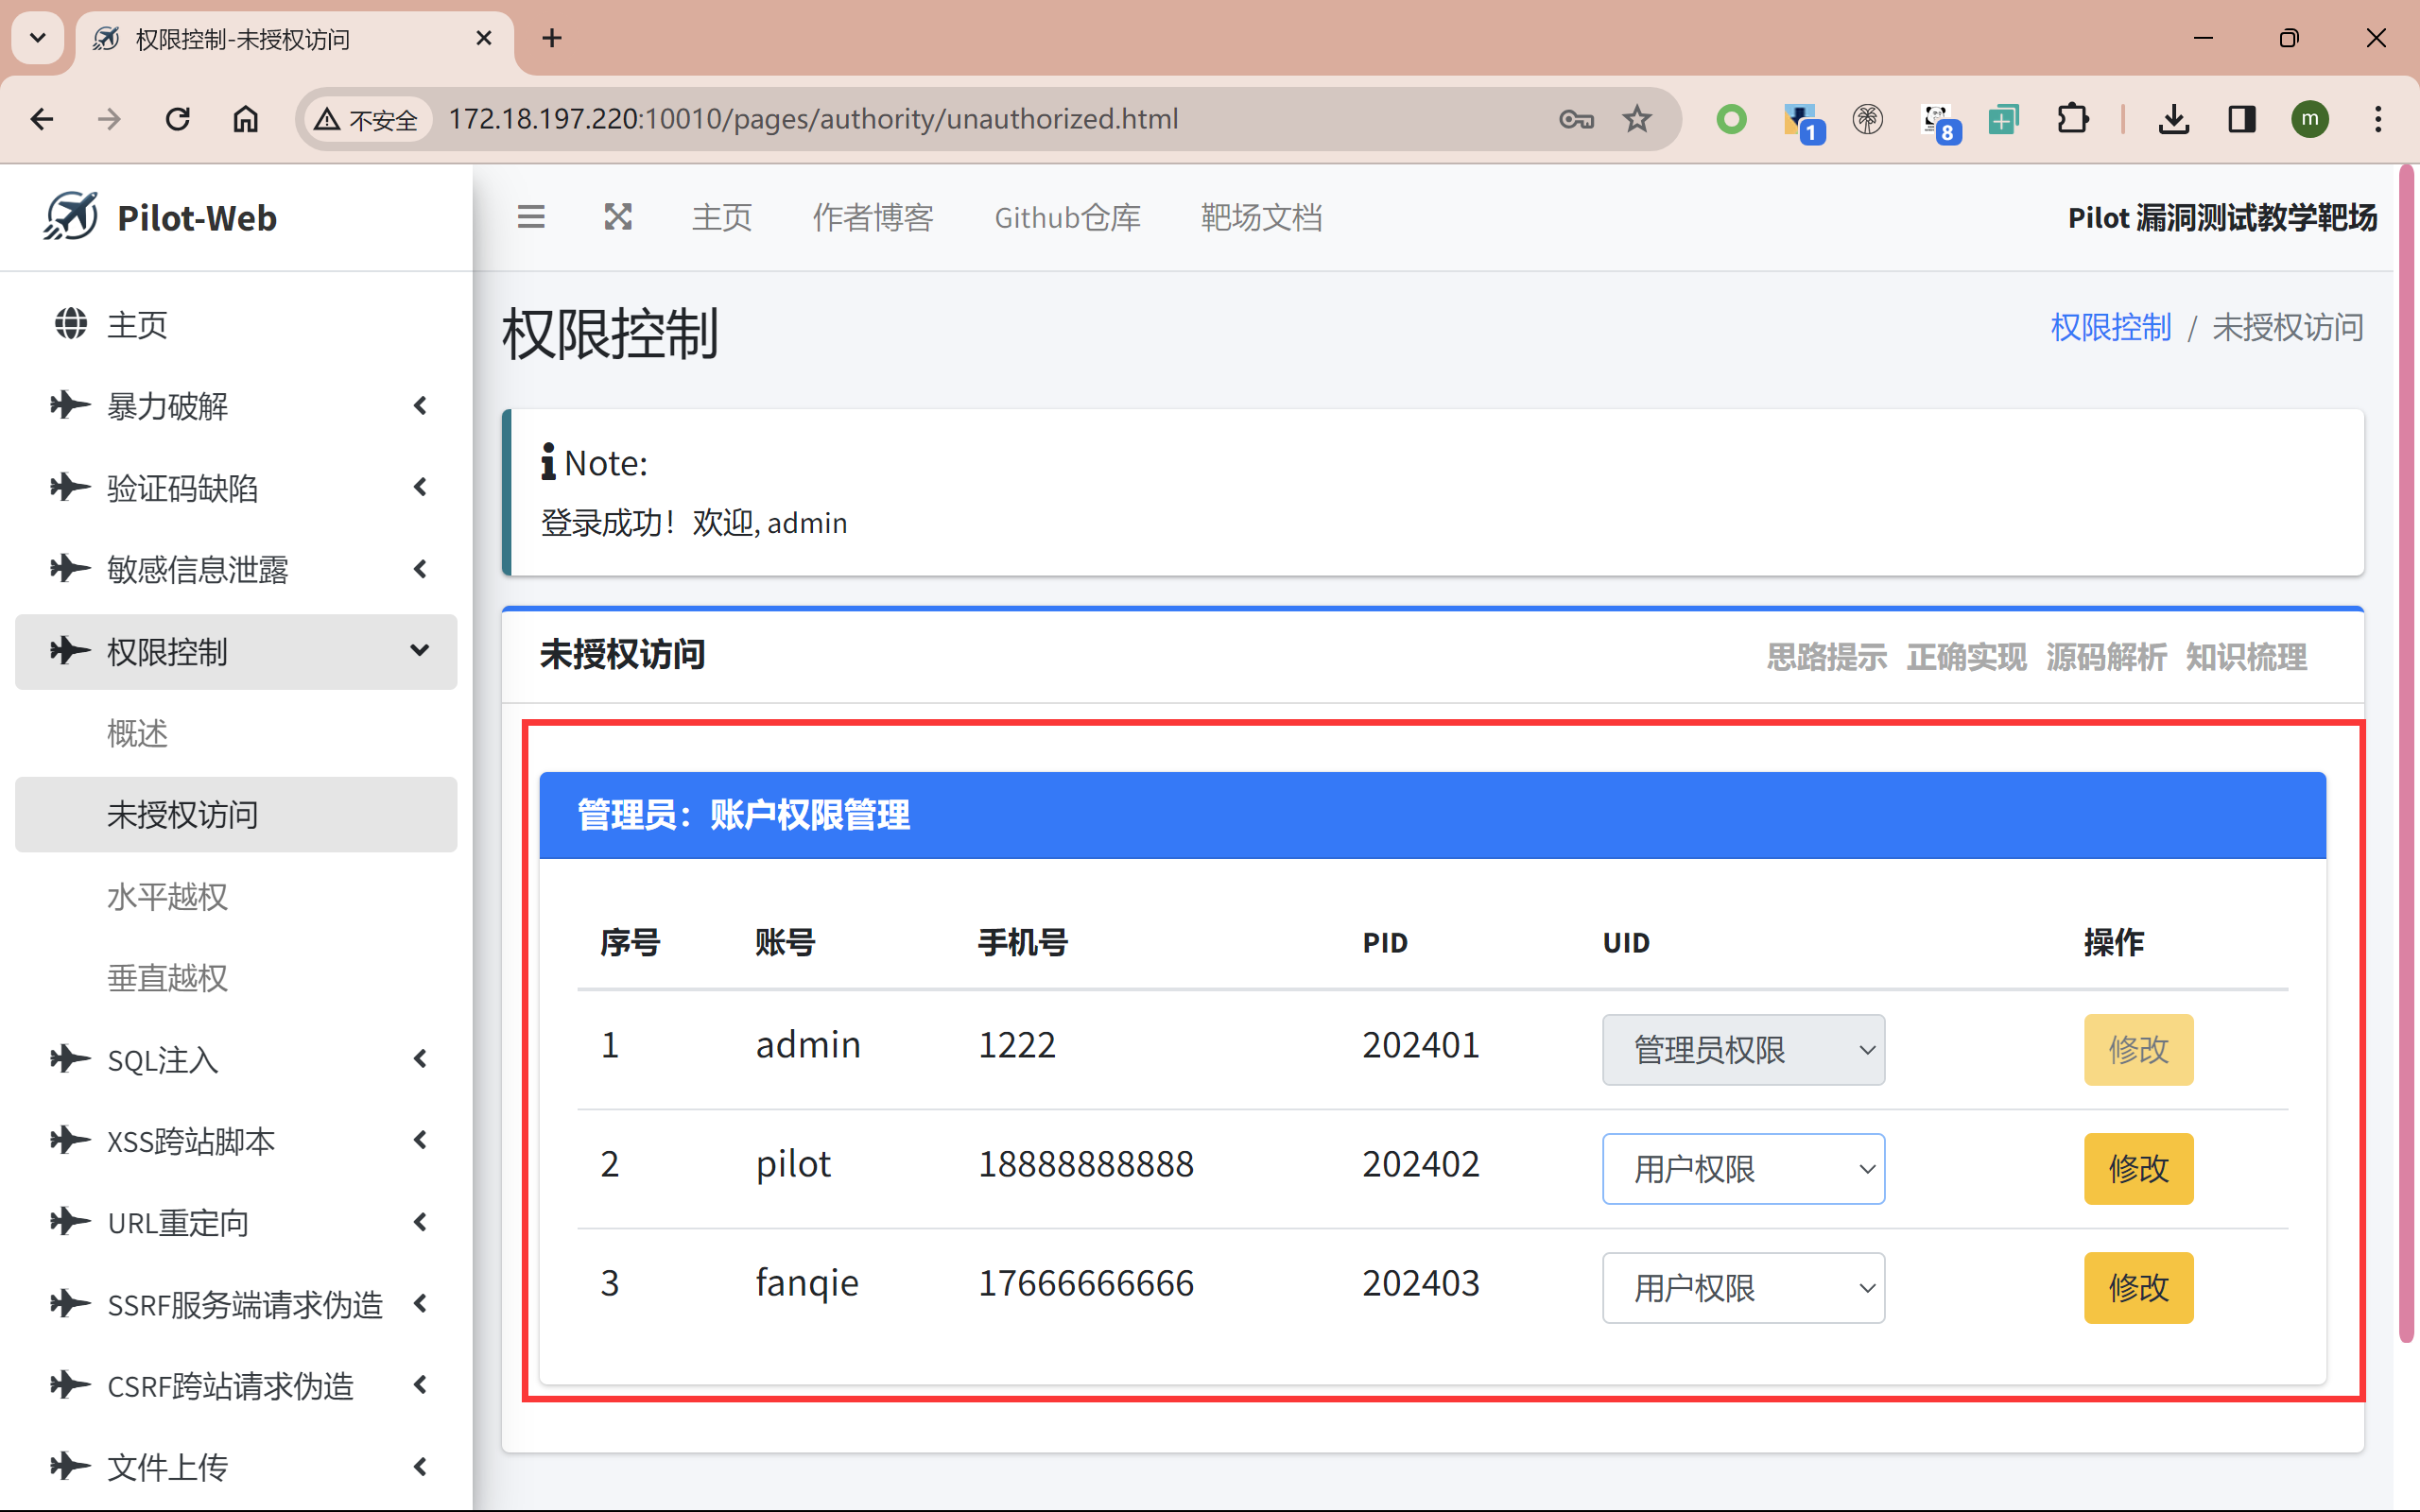 权限控制-未授权访问
不安全
172.18.197.220:10010/pages/authority/unauthorized.html
1
8
m
Pilot-Web
主页
作者博客
Github仓库
靶场文档
Pilot 漏洞测试教学靶场
主页
暴力破解
验证码缺陷
敏感信息泄露
权限控制
概述
未授权访问
水平越权
垂直越权
SQL注入
XSS跨站脚本
URL重定向
SSRF服务端请求伪造
CSRF跨站请求伪造
文件上传
权限控制
权限控制 / 未授权访问
Note:
登录成功！欢迎, admin
未授权访问
思路提示 正确实现 源码解析 知识梳理
管理员：账户权限管理
序号 账号 手机号 PID UID 操作
1 admin 1222 202401 管理员权限 修改
2 pilot 18888888888 202402 用户权限 修改
3 fanqie 17666666666 202403 用户权限 修改